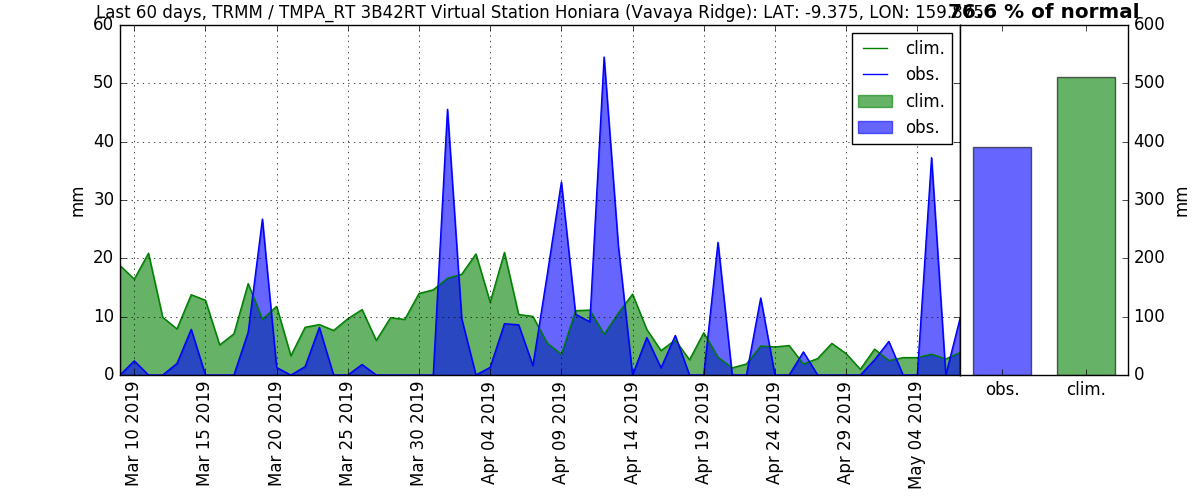 Last 60 days, TRMM / TMPA_RT 3B42RT Virtual Station Honiara (Vavaya Ridge): LAT: -9.375, LON:
76.6 % of normal
60
50
40
30
20
10
0
mm
clim.
obs.
clim.
obs.
600
500
400
300
200
100
0
mm
Mar 10 2019
Mar 15 2019
Mar 20 2019
Mar 25 2019
Mar 30 2019
Apr 04 2019
Apr 09 2019
Apr 14 2019
Apr 19 2019
Apr 24 2019
Apr 29 2019
May 04 2019
obs.
clim.